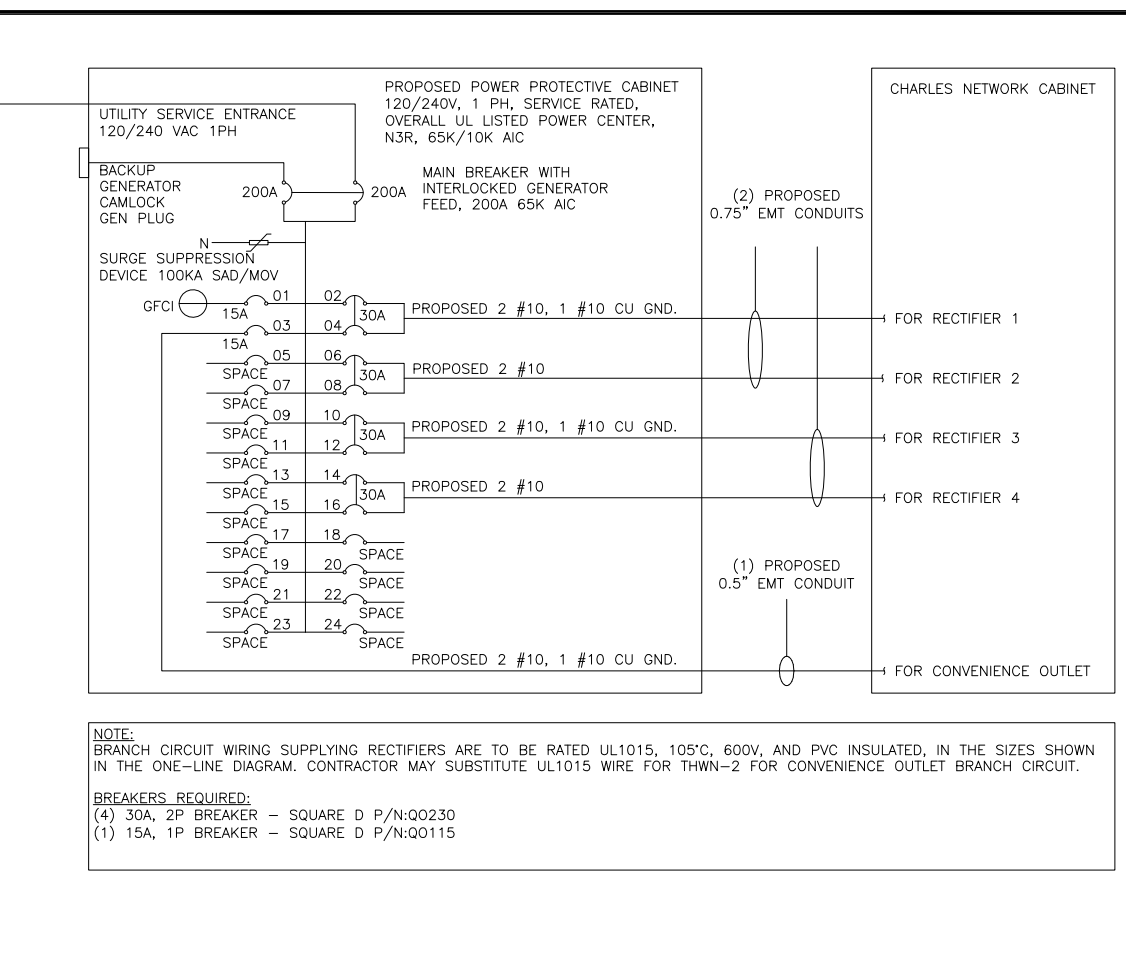 PROPOSED POWER PROTECTIVE CABINET
120/240V, 1 PH, SERVICE RATED,
OVERALL UL LISTED POWER CENTER,
N3R, 65K/10K AIC
CHARLES NETWORK CABINET
UTILITY SERVICE ENTRANCE
120/240 VAC 1PH
BACKUP
GENERATOR
CAMLOCK
GEN PLUG
200A
200A
MAIN BREAKER WITH
INTERLOCKED GENERATOR
FEED, 200A 65K AIC
(2) PROPOSED
0.75" EMT CONDUITS
N
SURGE SUPPRESSION
DEVICE 100KA SAD/MOV
GFCI
15A
01
02
30A
PROPOSED 2 #10, 1 #10 CU GND.
FOR RECTIFIER 1
15A
03
04
SPACE
05
06
30A
PROPOSED 2 #10
FOR RECTIFIER 2
SPACE
07
08
SPACE
09
10
30A
PROPOSED 2 #10, 1 #10 CU GND.
FOR RECTIFIER 3
SPACE
11
12
SPACE
13
14
30A
PROPOSED 2 #10
FOR RECTIFIER 4
SPACE
15
16
SPACE
17
18
SPACE
SPACE
19
20
SPACE
SPACE
21
22
SPACE
SPACE
23
24
SPACE
(1) PROPOSED
0.5" EMT CONDUIT
PROPOSED 2 #10, 1 #10 CU GND.
FOR CONVENIENCE OUTLET
NOTE:
BRANCH CIRCUIT WIRING SUPPLYING RECTIFIERS ARE TO BE RATED UL1015, 105°C, 600V, AND PVC INSULATED, IN THE SIZES SHOWN
IN THE ONE-LINE DIAGRAM. CONTRACTOR MAY SUBSTITUTE UL1015 WIRE FOR THWN-2 FOR CONVENIENCE OUTLET BRANCH CIRCUIT.
BREAKERS REQUIRED:
(4) 30A, 2P BREAKER - SQUARE D P/N:QO230
(1) 15A, 1P BREAKER - SQUARE D P/N:QO115